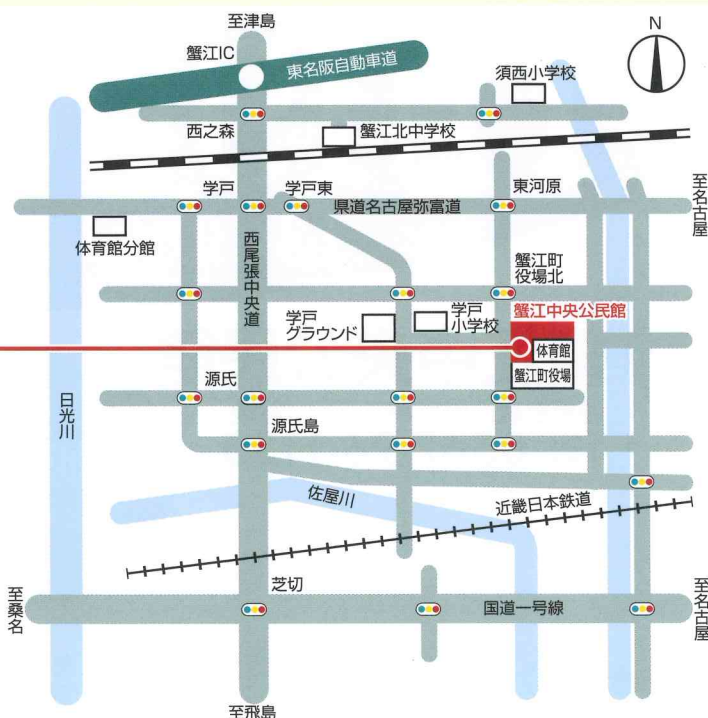 至津島
蟹江IC
東名阪自動車道
須西小学校
N
西之森
蟹江北中学校
至名古屋
学戸
学戸東
県道名古屋弥富道
東河原
体育館分館
西尾張中央道
蟹江町
役場北
蟹江中央公民館
学戸
グラウンド
学戸
小学校
体育館
蟹江町役場
源氏
日光川
源氏島
佐屋川
近畿日本鉄道
至桑名
芝切
国道一号線
至名古屋
至飛島